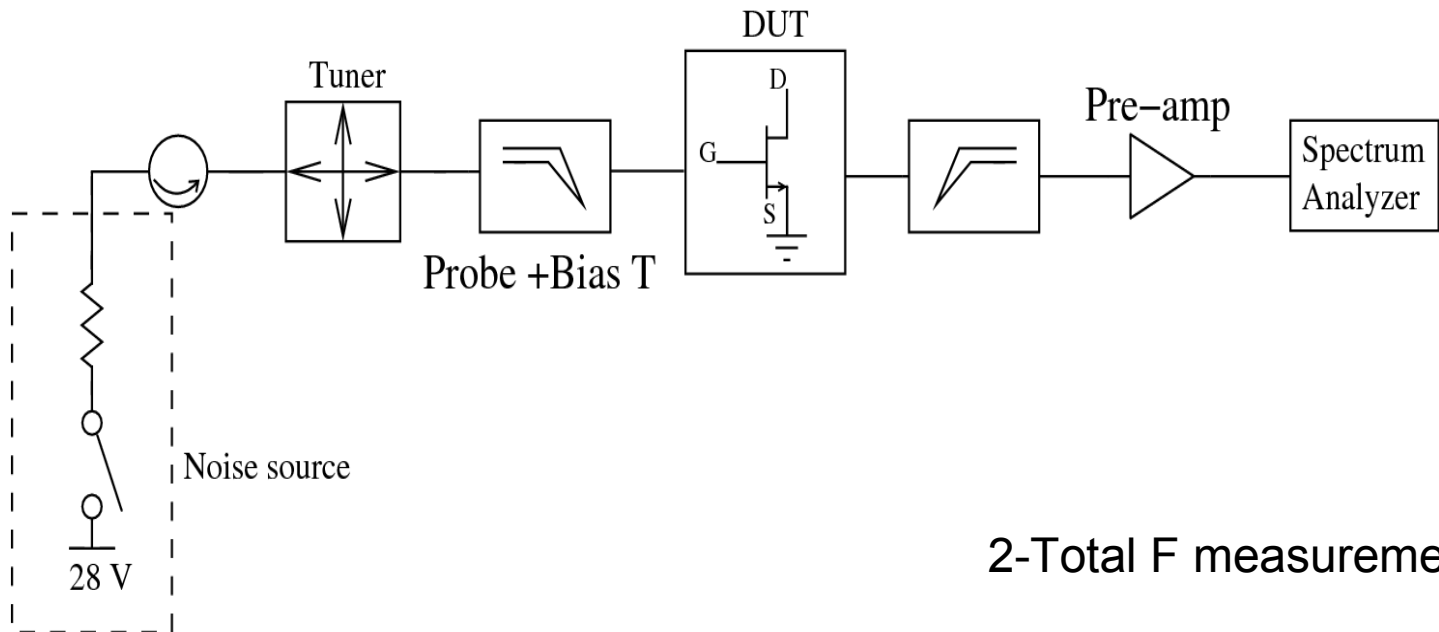 DUT
Tuner
D
Pre-amp
G
Spectrum
Analyzer
S
Probe +Bias T
Noise source
28 V
2-Total F measureme